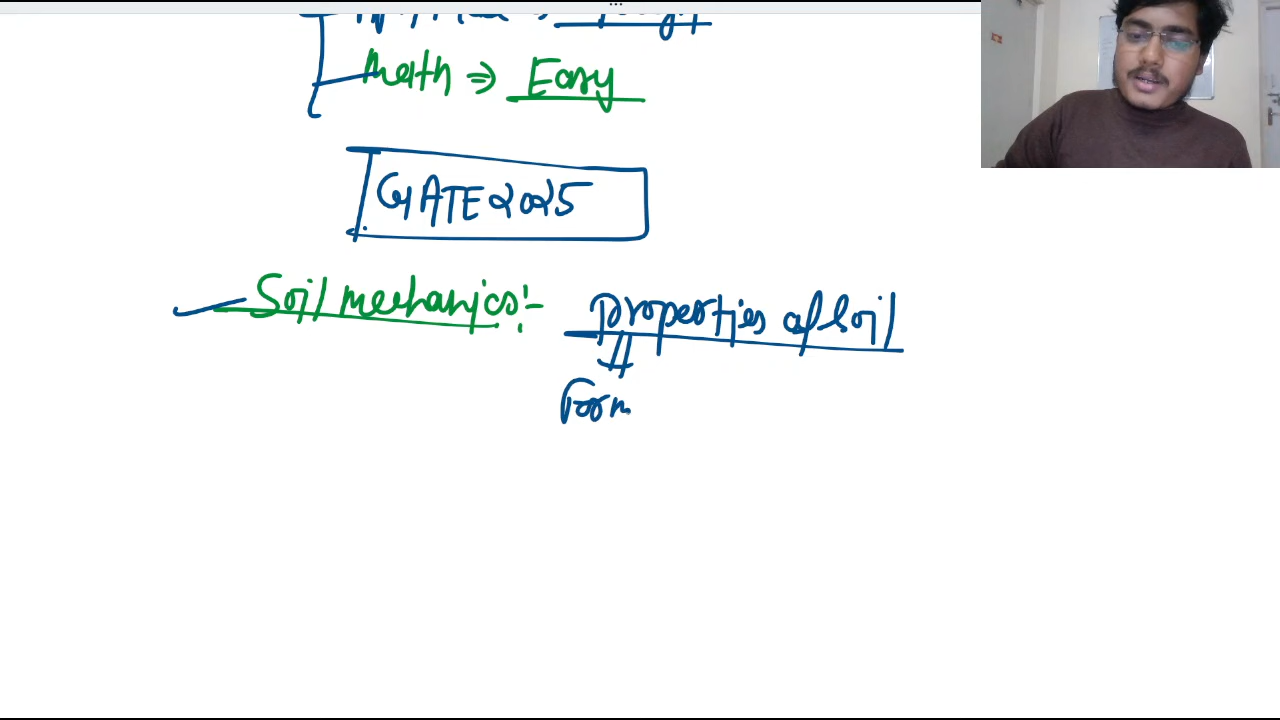 Math ⇒ Easy
GATE 2025
Soil mechanics:- Properties of Soil
Form